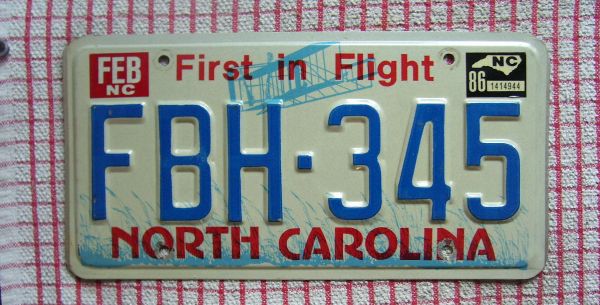 FEB
NC
First in Flight
NC
86
1414944
FBH-345
NORTH CAROLINA